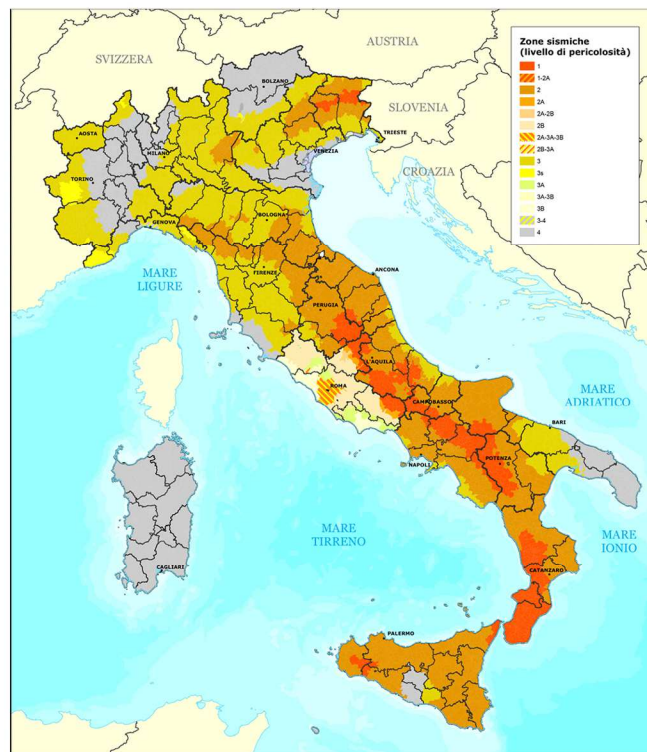 SVIZZERA
AUSTRIA
SLOVENIA
CROAZIA
Zone sismiche
(livello di pericolosità)
1
1-2A
2
2A
2A-2B
2B
2A-3A-3B
2B-3A
3
3s
3A
3A-3B
3B
3-4
4
BOLZANO
AOSTA
TRIESTE
MILANO
VENEZIA
TORINO
GENOVA
BOLOGNA
FIRENZE
ANCONA
PERUGIA
MARE
LIGURE
L'AQUILA
ROMA
CAMPOBASSO
MARE
ADRIATICO
BARI
NAPOLI
POTENZA
MARE
TIRRENO
MARE
IONIO
CAGLIARI
CATANZARO
PALERMO